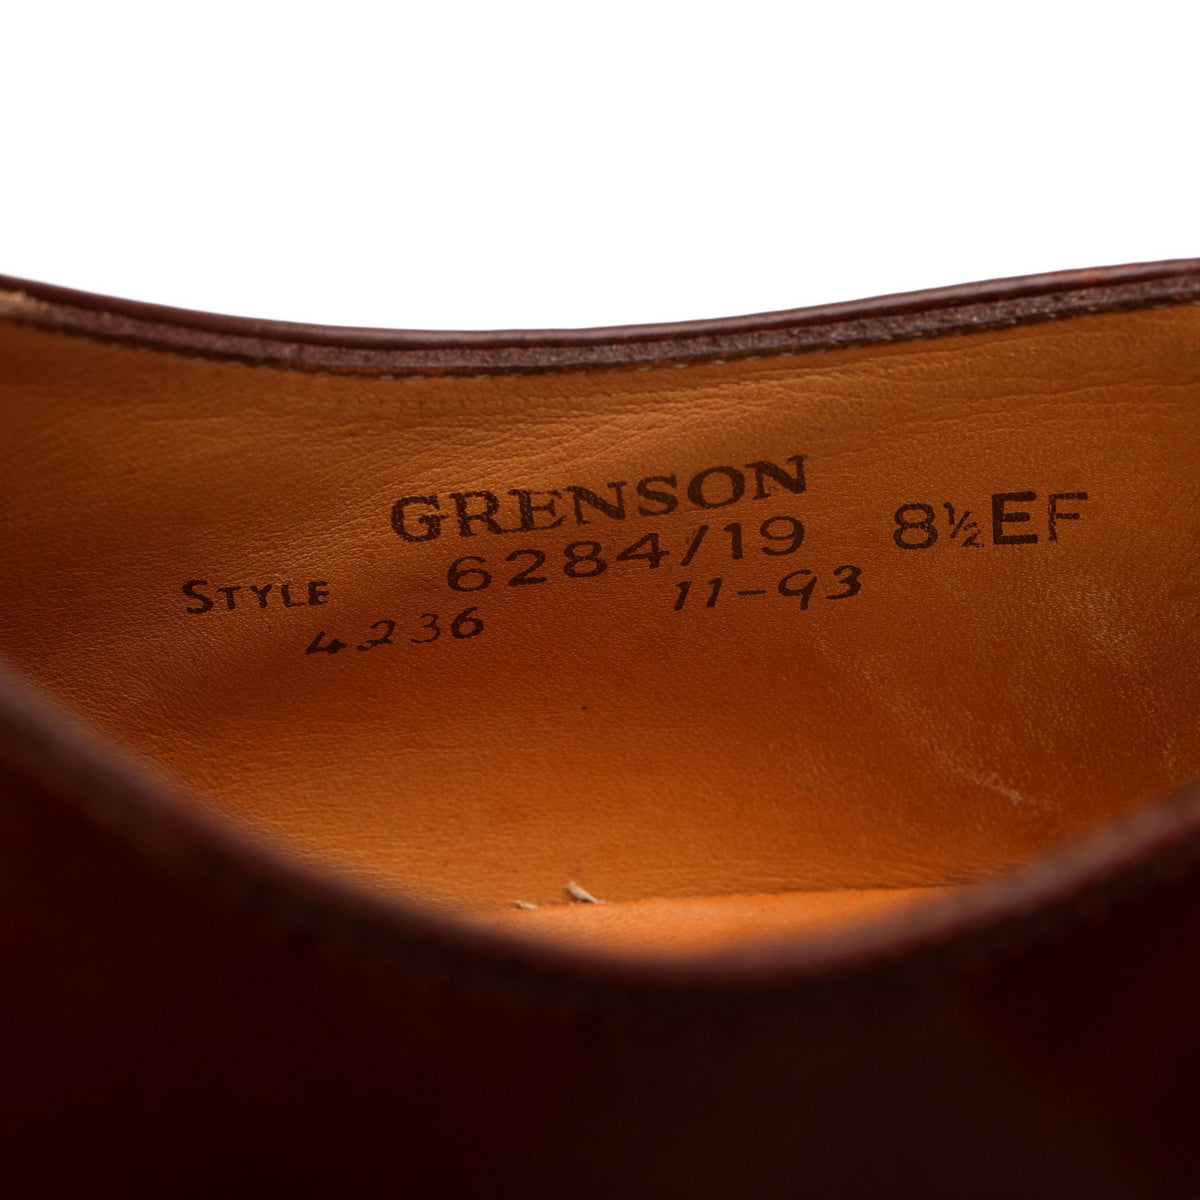 GRENSON
STYLE 6284/19 8½EF
4236 11-93